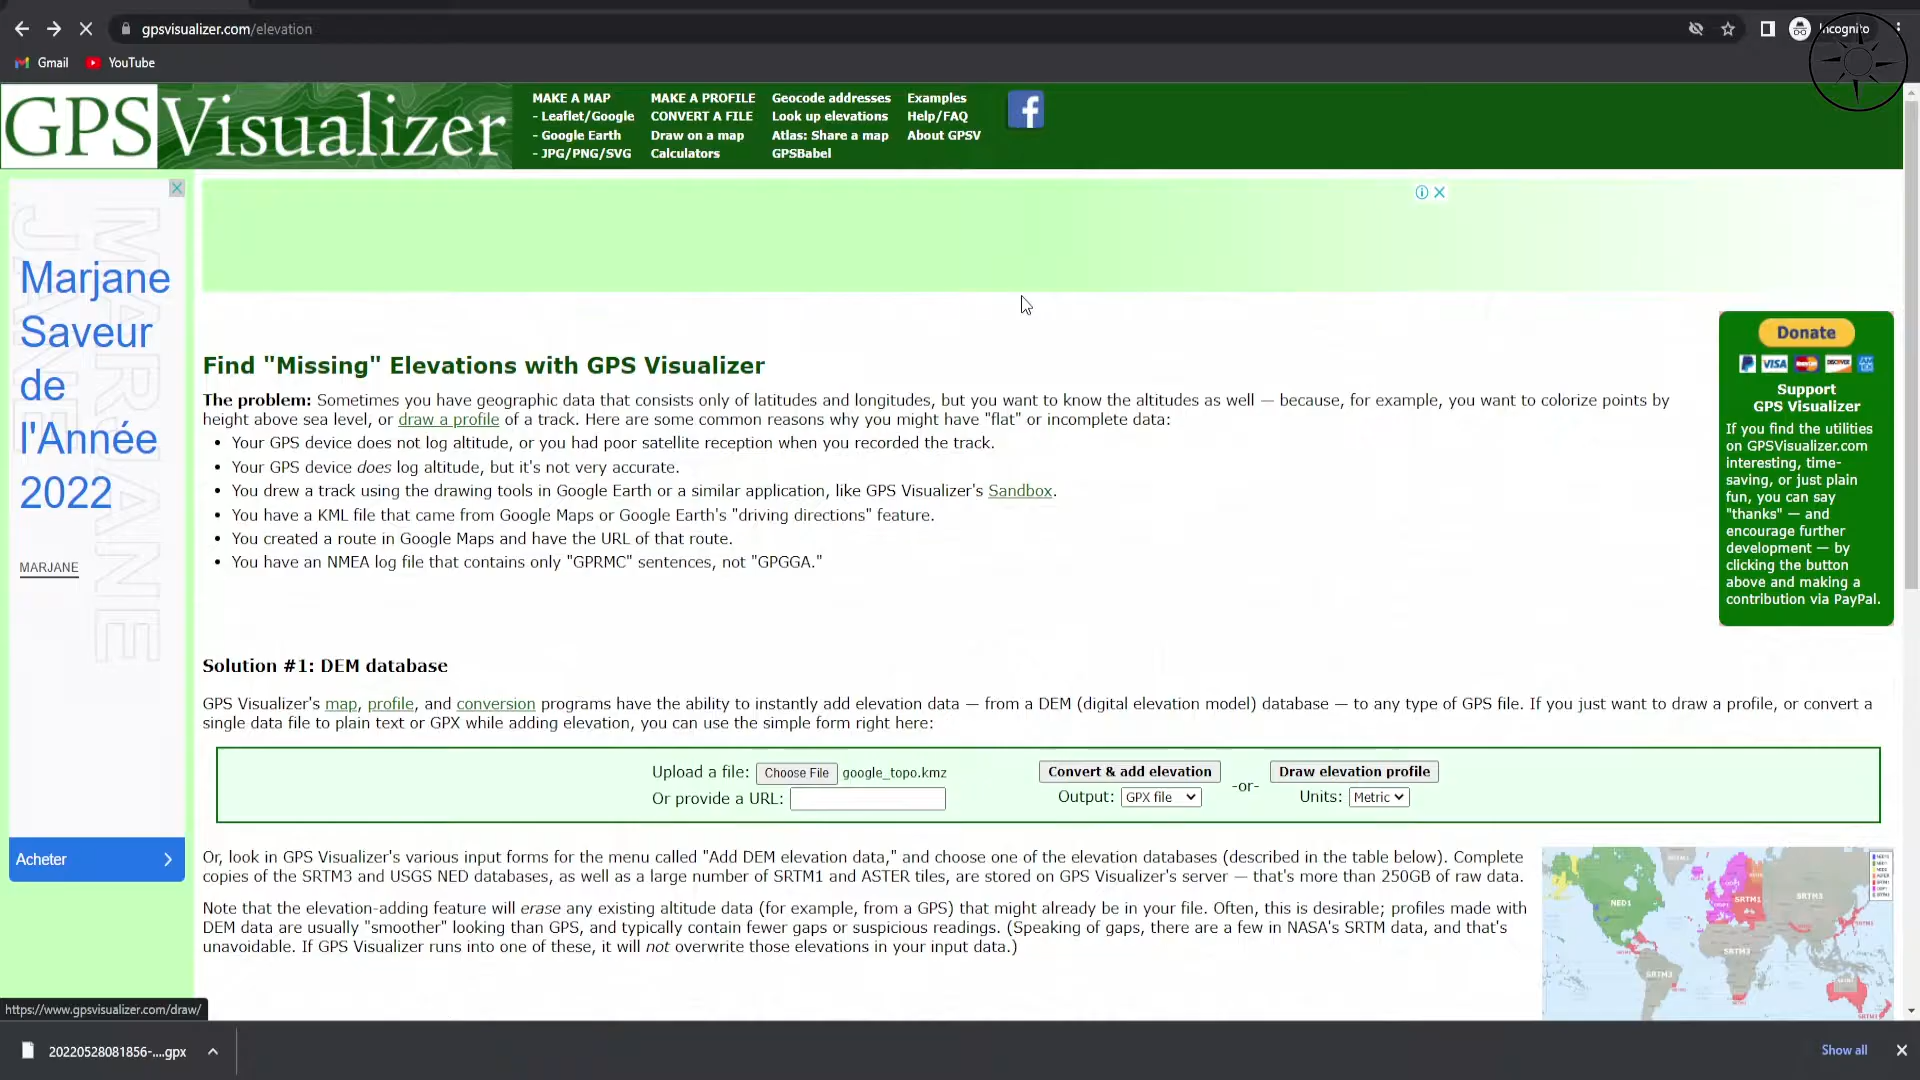 gpsvisualizer.com/elevation
Incognito
Gmail
YouTube
GPSVisualizer
MAKE A MAP
- Leaflet/Google
- Google Earth
- JPG/PNG/SVG
MAKE A PROFILE
CONVERT A FILE
Draw on a map
Calculators
Geocode addresses
Look up elevations
Atlas: Share a map
GPSBabel
Examples
Help/FAQ
About GPSV
Marjane
Saveur
de
l'Année
2022
MARJANE
Acheter
Find "Missing" Elevations with GPS Visualizer
The problem: Sometimes you have geographic data that consists only of latitudes and longitudes, but you want to know the altitudes as well — because, for example, you want to colorize points by
height above sea level, or draw a profile of a track. Here are some common reasons why you might have "flat" or incomplete data:
• Your GPS device does not log altitude, or you had poor satellite reception when you recorded the track.
• Your GPS device does log altitude, but it's not very accurate.
• You drew a track using the drawing tools in Google Earth or a similar application, like GPS Visualizer's Sandbox.
• You have a KML file that came from Google Maps or Google Earth's "driving directions" feature.
• You created a route in Google Maps and have the URL of that route.
• You have an NMEA log file that contains only "GPRMC" sentences, not "GPGGA."
Donate
VISA
DISCOVER
Support
GPS Visualizer
If you find the utilities
on GPSVisualizer.com
interesting, time-
saving, or just plain
fun, you can say
"thanks" — and
encourage further
development — by
clicking the button
above and making a
contribution via PayPal.
Solution #1: DEM database
GPS Visualizer's map, profile, and conversion programs have the ability to instantly add elevation data — from a DEM (digital elevation model) database — to any type of GPS file. If you just want to draw a profile, or convert a
single data file to plain text or GPX while adding elevation, you can use the simple form right here:
Upload a file: Choose File google_topo.kmz
Or provide a URL:
Convert & add elevation
Output: GPX file
-or-
Draw elevation profile
Units: Metric
Or, look in GPS Visualizer's various input forms for the menu called "Add DEM elevation data," and choose one of the elevation databases (described in the table below). Complete
copies of the SRTM3 and USGS NED databases, as well as a large number of SRTM1 and ASTER tiles, are stored on GPS Visualizer's server — that's more than 250GB of raw data.
Note that the elevation-adding feature will erase any existing altitude data (for example, from a GPS) that might already be in your file. Often, this is desirable; profiles made with
DEM data are usually "smoother" looking than GPS, and typically contain fewer gaps or suspicious readings. (Speaking of gaps, there are a few in NASA's SRTM data, and that's
unavoidable. If GPS Visualizer runs into one of these, it will not overwrite those elevations in your input data.)
NED1
SRTM1
SRTM3
SRTM3
SRTM3
https://www.gpsvisualizer.com/draw/
20220528081856-....gpx
Show all